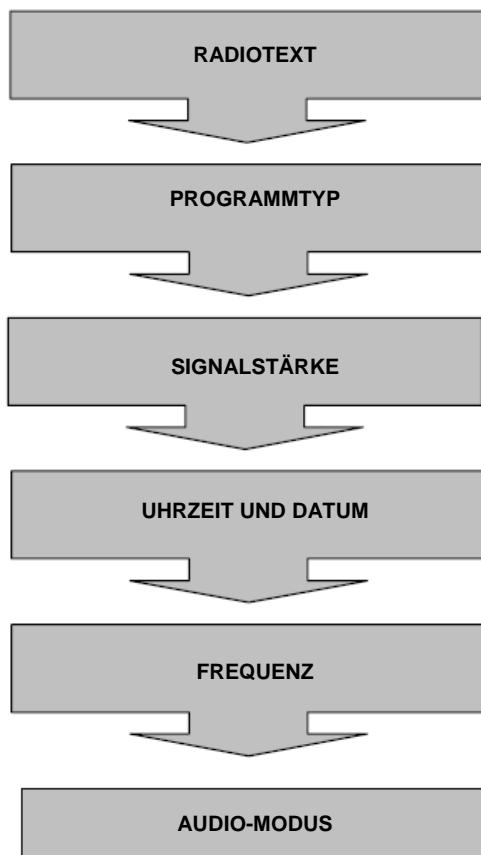 RADIOTEXT
PROGRAMMTYP
SIGNALSTÄRKE
UHRZEIT UND DATUM
FREQUENZ
AUDIO-MODUS